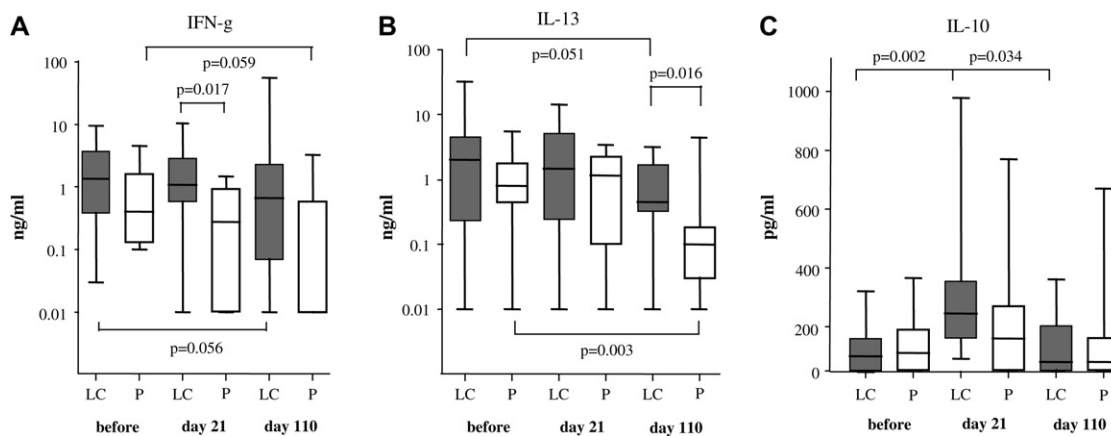 A
IFN-g
p=0.059
p=0.017
100
10
1
0.1
0.01
ng/ml
p=0.056
LC P LC P LC P
before day 21 day 110
B
IL-13
p=0.051
p=0.016
100
10
1
0.1
0.01
ng/ml
p=0.003
LC P LC P LC P
before day 21 day 110
C
IL-10
p=0.002 p=0.034
1000
800
600
400
200
0
pg/ml
LC P LC P LC P
before day 21 day 110